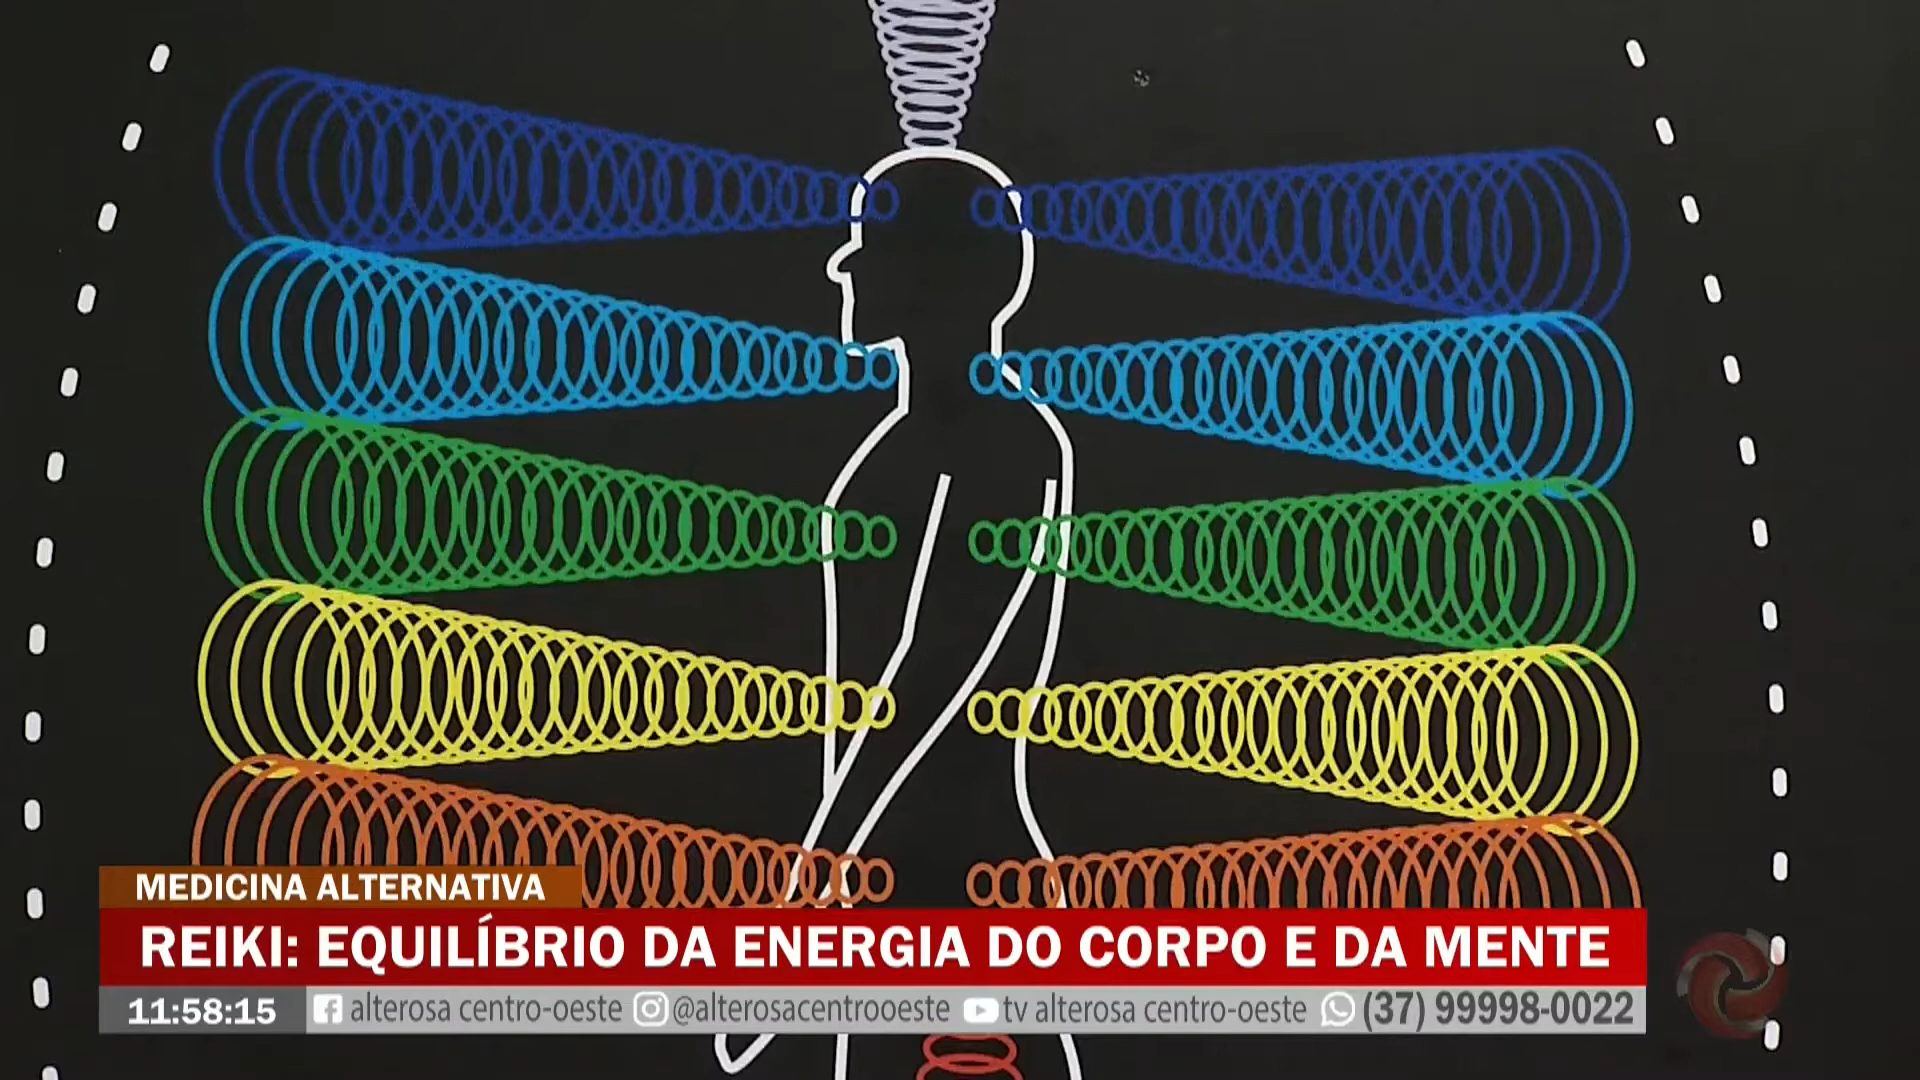 MEDICINA ALTERNATIVA
REIKI: EQUILÍBRIO DA ENERGIA DO CORPO E DA MENTE
11:58:15 alterosa centro-oeste @alterosacentrooeste tv alterosa centro-oeste (37) 99998-0022